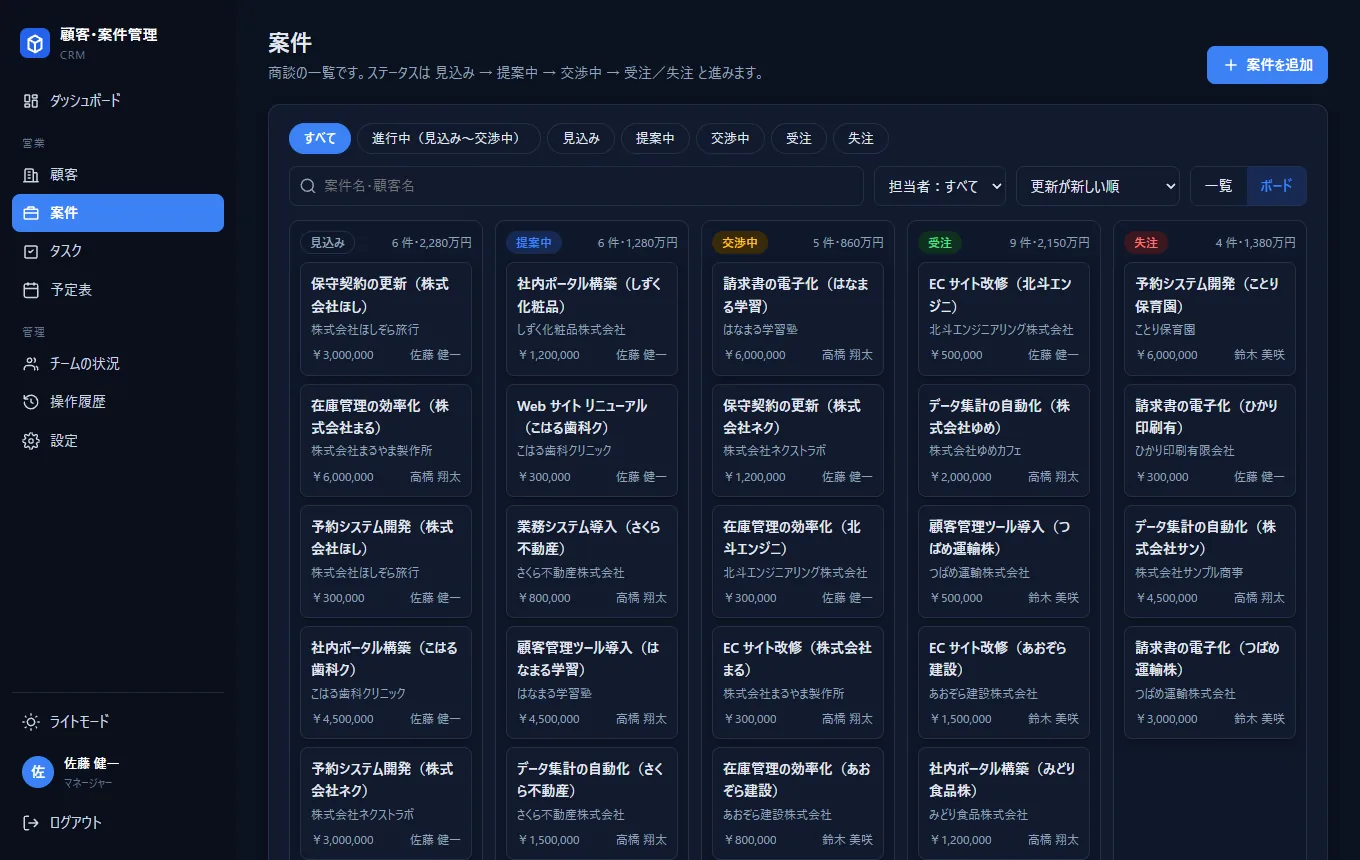 顧客･案件管理
CRM
ダッシュボード
営業
顧客
案件
タスク
予定表
管理
チームの状況
操作履歴
設定
ライトモード
佐
佐藤 健一
マネージャー
ログアウト
案件
商談の一覧です。ステータスは 見込み → 提案中 → 交渉中 → 受注／失注 と進みます。
＋ 案件を追加
すべて 進行中（見込み～交渉中） 見込み 提案中 交渉中 受注 失注
案件名･顧客名 担当者：すべて 更新が新しい順 一覧 ボード
見込み 6 件･2,280万円
保守契約の更新（株式
会社ほし）
株式会社ほしぞら旅行
￥3,000,000 佐藤 健一
在庫管理の効率化（株
式会社まる）
株式会社まるやま製作所
￥6,000,000 高橋 翔太
予約システム開発（株式
会社ほし）
株式会社ほしぞら旅行
￥300,000 佐藤 健一
社内ポータル構築（こはる
歯科ク）
こはる歯科クリニック
￥4,500,000 佐藤 健一
予約システム開発（株式
会社ネク）
株式会社ネクストラボ
￥3,000,000 佐藤 健一
提案中 6 件･1,280万円
社内ポータル構築（しずく
化粧品）
しずく化粧品株式会社
￥1,200,000 佐藤 健一
Web サイト リニューアル
（こはる歯科ク）
こはる歯科クリニック
￥300,000 佐藤 健一
業務システム導入（さくら
不動産）
さくら不動産株式会社
￥800,000 高橋 翔太
顧客管理ツール導入（は
なまる学習）
はなまる学習塾
￥4,500,000 高橋 翔太
データ集計の自動化（さく
ら不動産）
さくら不動産株式会社
￥1,500,000 高橋 翔太
交渉中 5 件･860万円
請求書の電子化（はなま
る学習）
はなまる学習塾
￥6,000,000 高橋 翔太
保守契約の更新（株式
会社ネク）
株式会社ネクストラボ
￥1,200,000 佐藤 健一
在庫管理の効率化（北
斗エンジニ）
北斗エンジニアリング株式会社
￥300,000 佐藤 健一
EC サイト改修（株式会社
まる）
株式会社まるやま製作所
￥300,000 高橋 翔太
在庫管理の効率化（あお
ぞら建設）
あおぞら建設株式会社
￥800,000 鈴木 美咲
受注 9 件･2,150万円
EC サイト改修（北斗エン
ジニ）
北斗エンジニアリング株式会社
￥500,000 佐藤 健一
データ集計の自動化（株
式会社ゆめ）
株式会社ゆめカフェ
￥2,000,000 高橋 翔太
顧客管理ツール導入（つ
ばめ運輸株）
つばめ運輸株式会社
￥500,000 鈴木 美咲
EC サイト改修（あおぞら
建設）
あおぞら建設株式会社
￥1,500,000 鈴木 美咲
社内ポータル構築（みどり
食品株）
みどり食品株式会社
￥1,200,000 高橋 翔太
失注 4 件･1,380万円
予約システム開発（ことり
保育園）
ことり保育園
￥6,000,000 鈴木 美咲
請求書の電子化（ひかり
印刷有）
ひかり印刷有限会社
￥300,000 佐藤 健一
データ集計の自動化（株
式会社サン）
株式会社サンプル商事
￥4,500,000 高橋 翔太
請求書の電子化（つばめ
運輸株）
つばめ運輸株式会社
￥3,000,000 鈴木 美咲